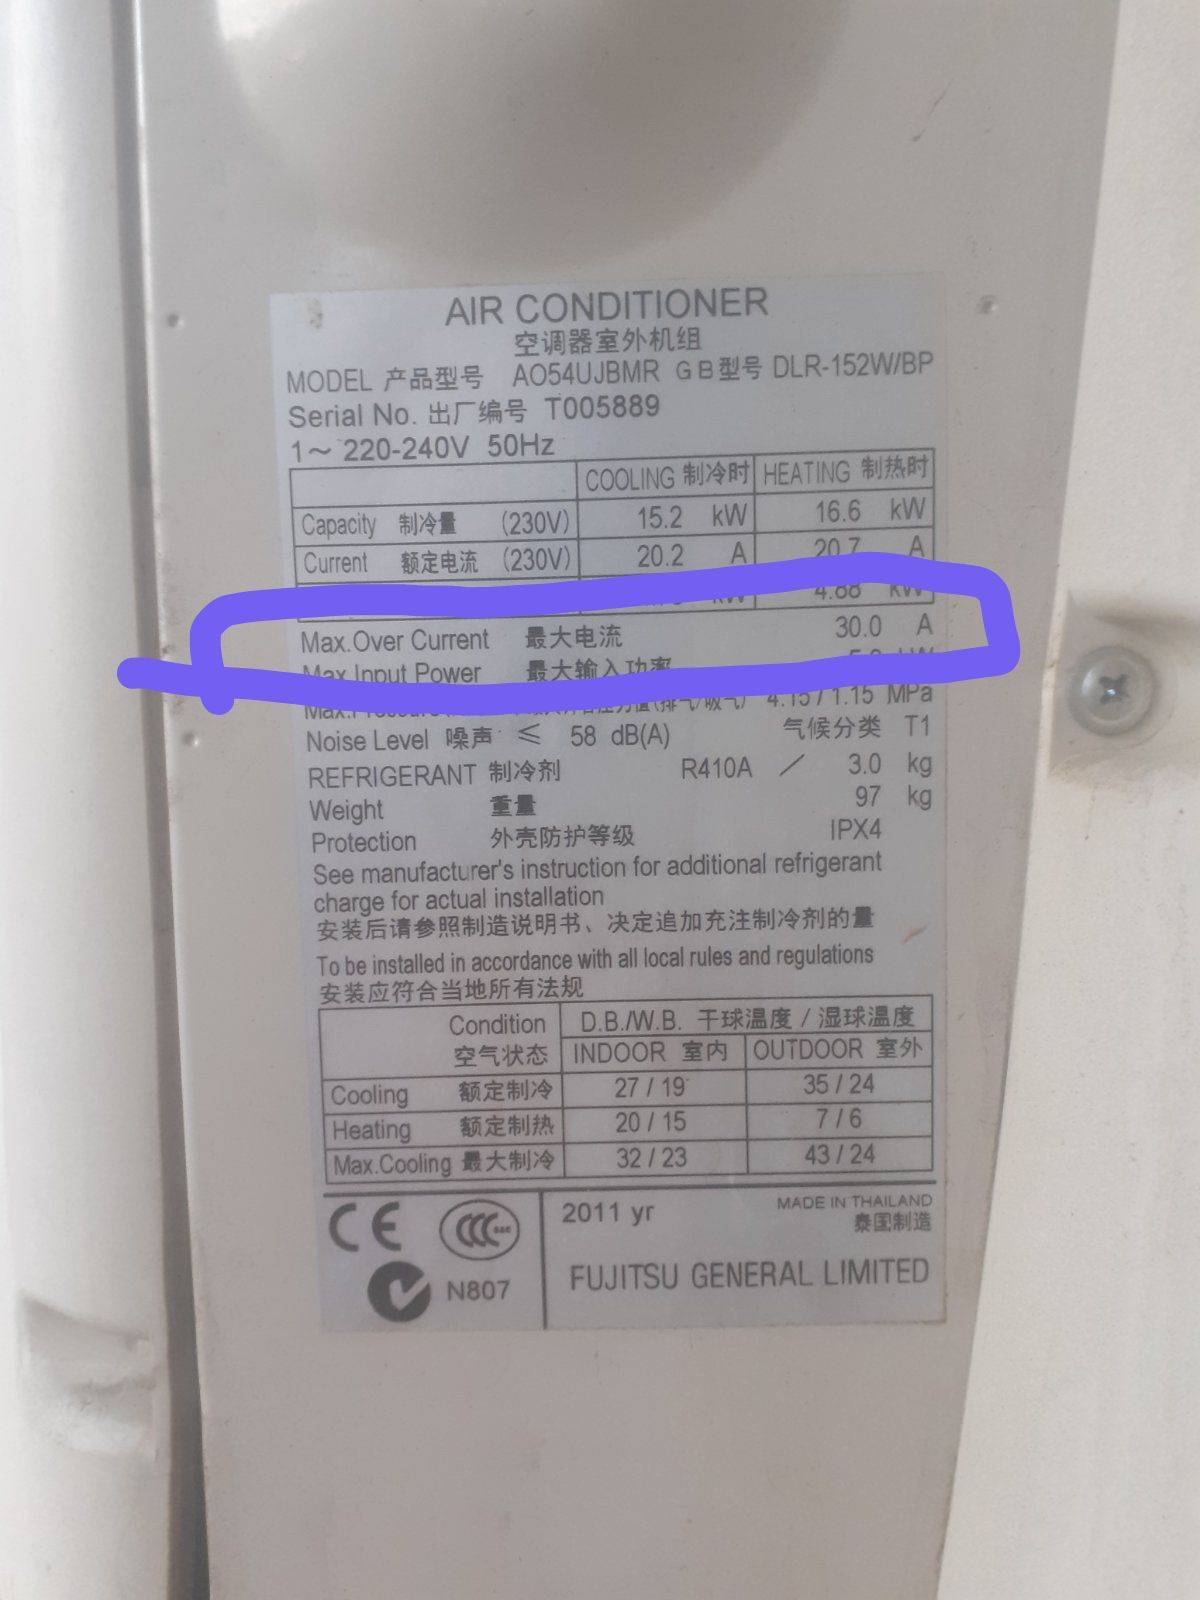 AIR CONDITIONER
空调器室外机组
MODEL 产品型号 AO54UJBMR GB型号 DLR-152W/BP
Serial No. 出厂编号 T005889
1~ 220-240V 50Hz
COOLING 制冷时 HEATING 制热时
Capacity 制冷量 (230V) 15.2 kW 16.6 kW
Current 额定电流 (230V) 20.2 A 20.7 A
kW 4.88 kW
Max.Over Current 最大电流 30.0 A
Max.Input Power 最大输入功率 kW
4.15 / 1.15 MPa
Noise Level 噪声 ≤ 58 dB(A) 气候分类 T1
REFRIGERANT 制冷剂 R410A / 3.0 kg
Weight 重量 97 kg
Protection 外壳防护等级 IPX4
See manufacturer's instruction for additional refrigerant
charge for actual installation
安装后请参照制造说明书、决定追加充注制冷剂的量
To be installed in accordance with all local rules and regulations
安装应符合当地所有法规
Condition D.B./W.B. 干球温度 / 湿球温度
空气状态 INDOOR 室内 OUTDOOR 室外
Cooling 额定制冷 27 / 19 35 / 24
Heating 额定制热 20 / 15 7 / 6
Max.Cooling 最大制冷 32 / 23 43 / 24
CE CCC S&E 2011 yr MADE IN THAILAND
泰国制造
N807 FUJITSU GENERAL LIMITED